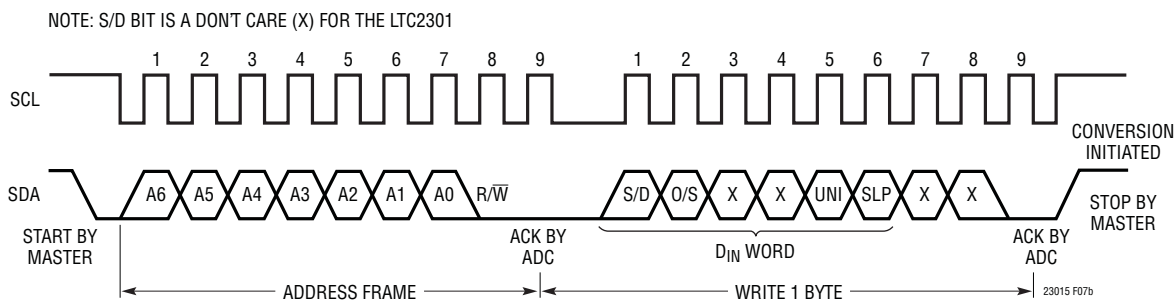 NOTE: S/D BIT IS A DON'T CARE (X) FOR THE LTC2301
1 2 3 4 5 6 7 8 9 1 2 3 4 5 6 7 8 9
SCL
CONVERSION
INITIATED
SDA A6 A5 A4 A3 A2 A1 A0 R/W̅ S/D O/S X X UNI SLP X X
STOP BY
MASTER
START BY
MASTER
ACK BY
ADC
DIN WORD
ACK BY
ADC
ADDRESS FRAME WRITE 1 BYTE 23015 F07b